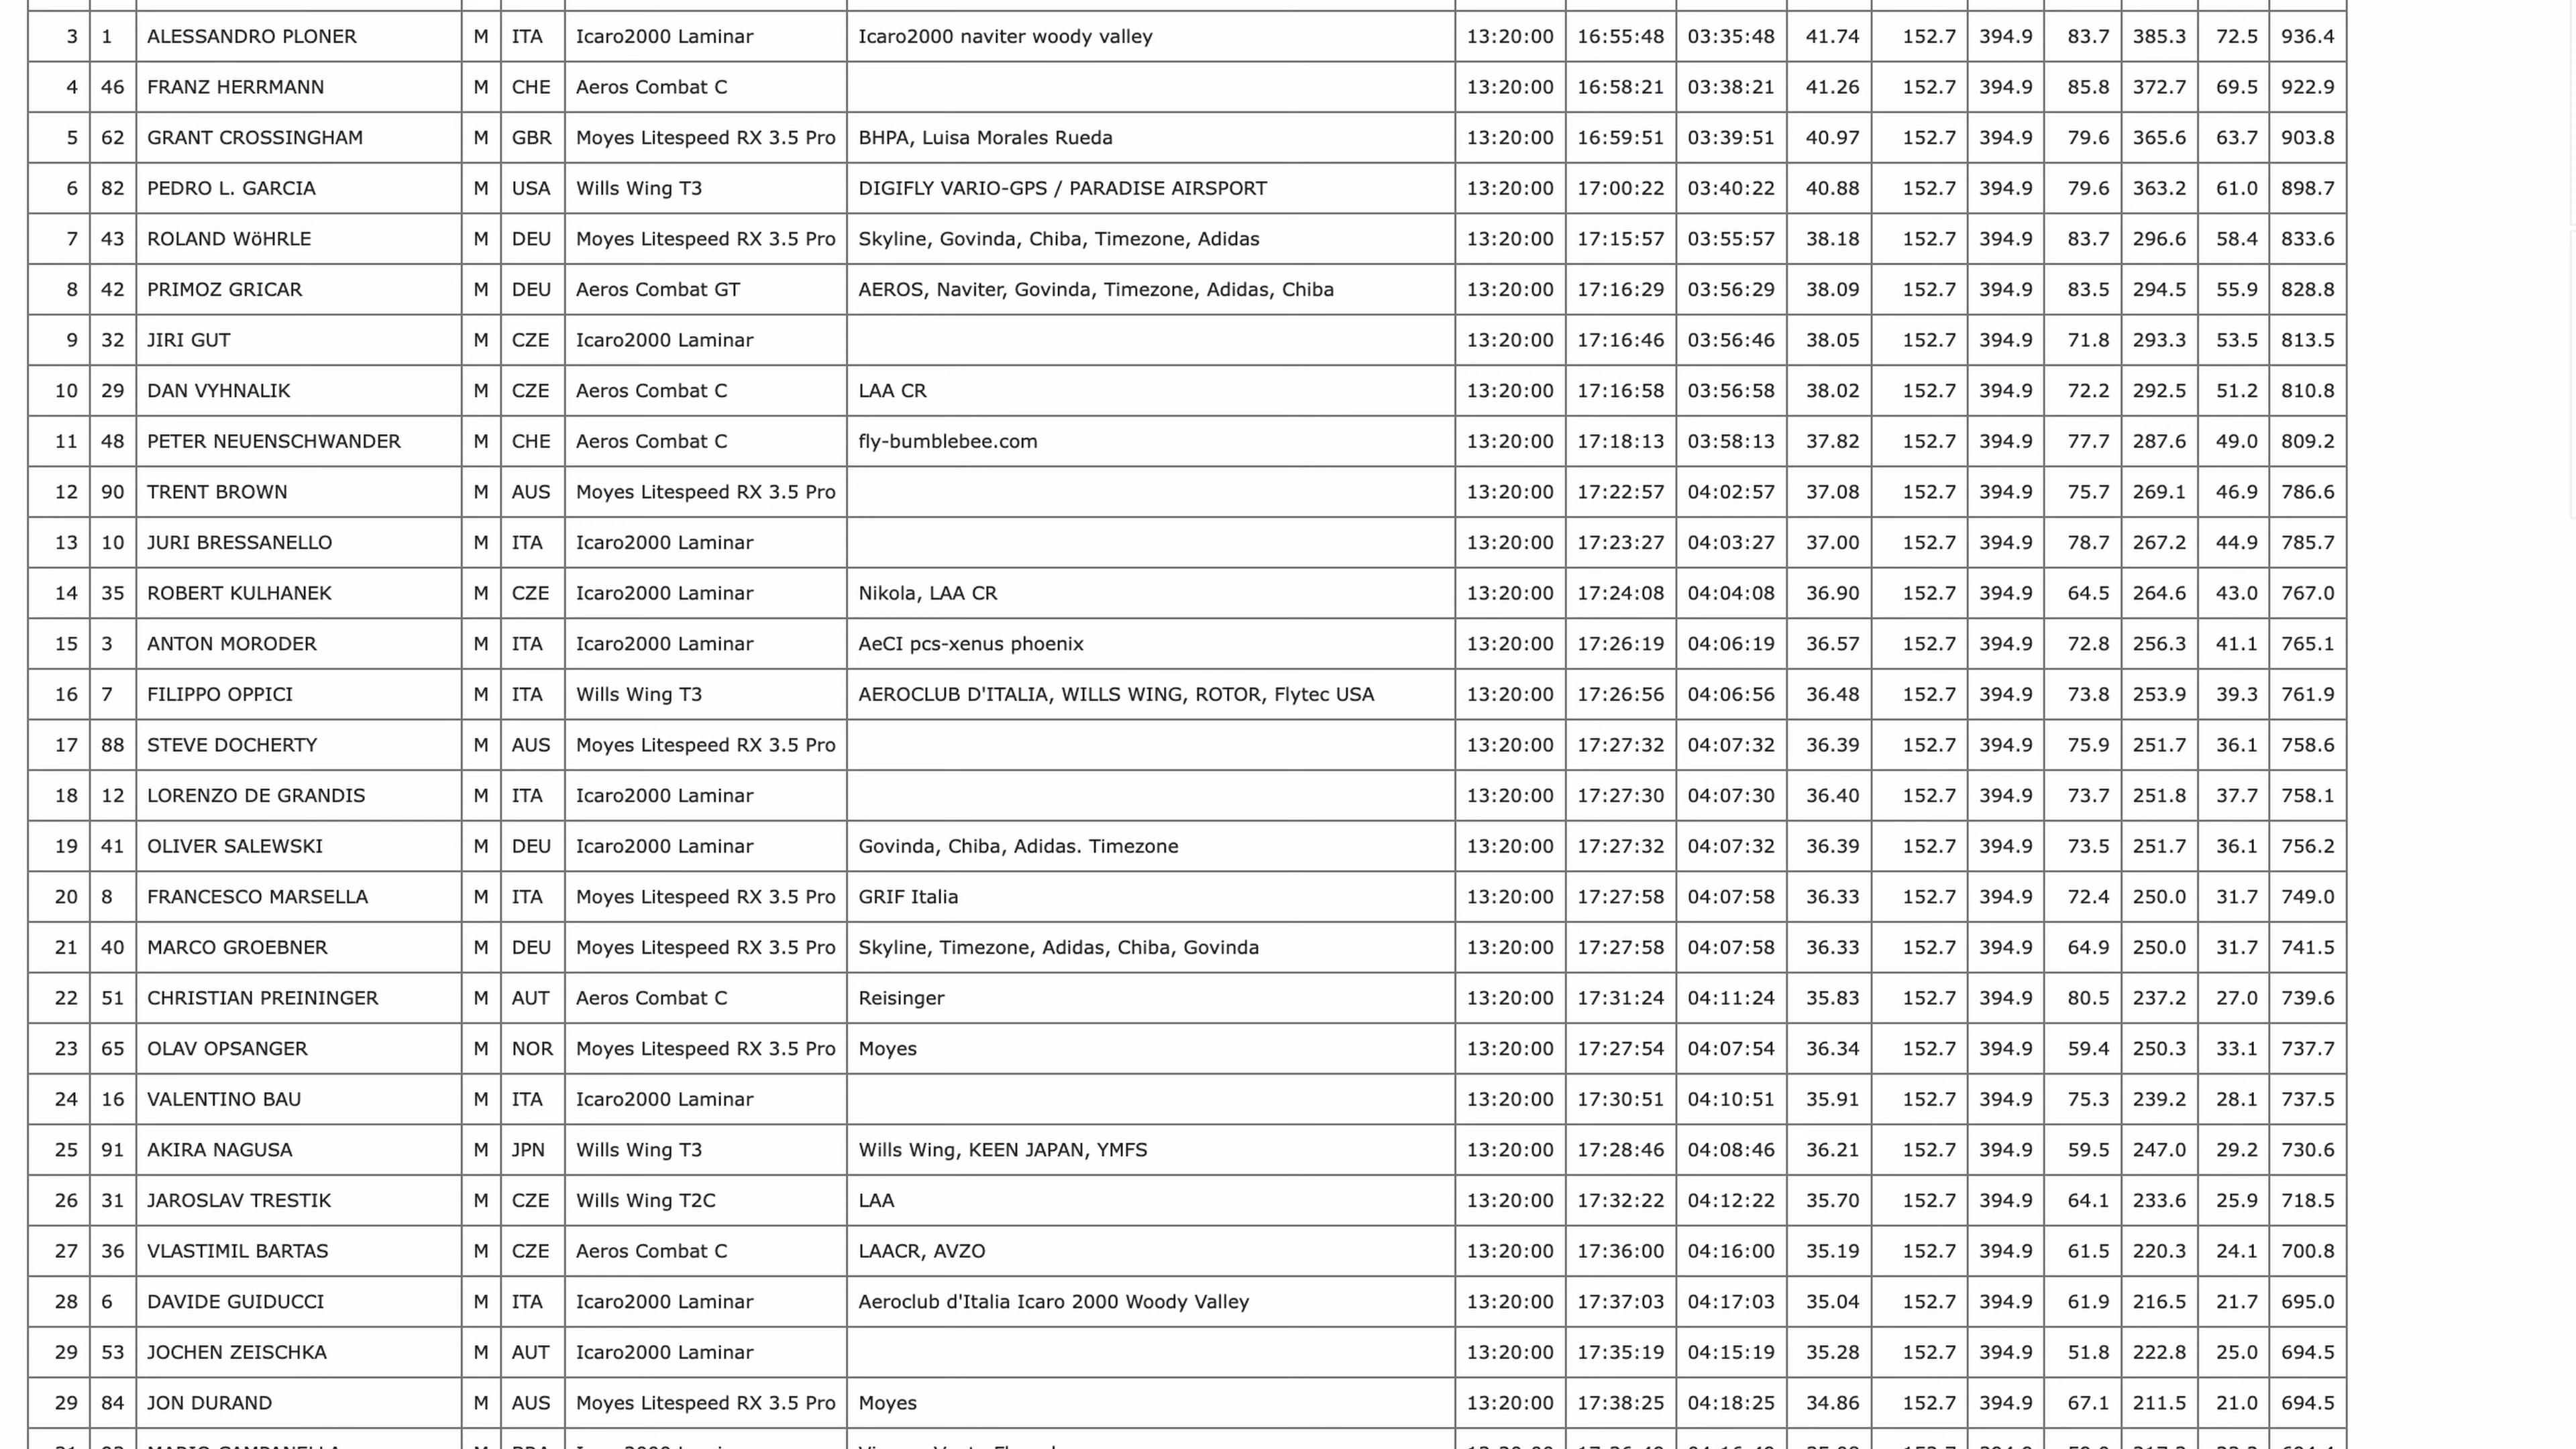 3 1 ALESSANDRO PLONER M ITA Icaro2000 Laminar Icaro2000 naviter woody valley 13:20:00 16:55:48 03:35:48 41.74 152.7 394.9 83.7 385.3 72.5 936.4
4 46 FRANZ HERRMANN M CHE Aeros Combat C 13:20:00 16:58:21 03:38:21 41.26 152.7 394.9 85.8 372.7 69.5 922.9
5 62 GRANT CROSSINGHAM M GBR Moyes Litespeed RX 3.5 Pro BHPA, Luisa Morales Rueda 13:20:00 16:59:51 03:39:51 40.97 152.7 394.9 79.6 365.6 63.7 903.8
6 82 PEDRO L. GARCIA M USA Wills Wing T3 DIGIFLY VARIO-GPS / PARADISE AIRSPORT 13:20:00 17:00:22 03:40:22 40.88 152.7 394.9 79.6 363.2 61.0 898.7
7 43 ROLAND WöHRLE M DEU Moyes Litespeed RX 3.5 Pro Skyline, Govinda, Chiba, Timezone, Adidas 13:20:00 17:15:57 03:55:57 38.18 152.7 394.9 83.7 296.6 58.4 833.6
8 42 PRIMOZ GRICAR M DEU Aeros Combat GT AEROS, Naviter, Govinda, Timezone, Adidas, Chiba 13:20:00 17:16:29 03:56:29 38.09 152.7 394.9 83.5 294.5 55.9 828.8
9 32 JIRI GUT M CZE Icaro2000 Laminar 13:20:00 17:16:46 03:56:46 38.05 152.7 394.9 71.8 293.3 53.5 813.5
10 29 DAN VYHNALIK M CZE Aeros Combat C LAA CR 13:20:00 17:16:58 03:56:58 38.02 152.7 394.9 72.2 292.5 51.2 810.8
11 48 PETER NEUENSCHWANDER M CHE Aeros Combat C fly-bumblebee.com 13:20:00 17:18:13 03:58:13 37.82 152.7 394.9 77.7 287.6 49.0 809.2
12 90 TRENT BROWN M AUS Moyes Litespeed RX 3.5 Pro 13:20:00 17:22:57 04:02:57 37.08 152.7 394.9 75.7 269.1 46.9 786.6
13 10 JURI BRESSANELLO M ITA Icaro2000 Laminar 13:20:00 17:23:27 04:03:27 37.00 152.7 394.9 78.7 267.2 44.9 785.7
14 35 ROBERT KULHANEK M CZE Icaro2000 Laminar Nikola, LAA CR 13:20:00 17:24:08 04:04:08 36.90 152.7 394.9 64.5 264.6 43.0 767.0
15 3 ANTON MORODER M ITA Icaro2000 Laminar AeCI pcs-xenus phoenix 13:20:00 17:26:19 04:06:19 36.57 152.7 394.9 72.8 256.3 41.1 765.1
16 7 FILIPPO OPPICI M ITA Wills Wing T3 AEROCLUB D'ITALIA, WILLS WING, ROTOR, Flytec USA 13:20:00 17:26:56 04:06:56 36.48 152.7 394.9 73.8 253.9 39.3 761.9
17 88 STEVE DOCHERTY M AUS Moyes Litespeed RX 3.5 Pro 13:20:00 17:27:32 04:07:32 36.39 152.7 394.9 75.9 251.7 36.1 758.6
18 12 LORENZO DE GRANDIS M ITA Icaro2000 Laminar 13:20:00 17:27:30 04:07:30 36.40 152.7 394.9 73.7 251.8 37.7 758.1
19 41 OLIVER SALEWSKI M DEU Icaro2000 Laminar Govinda, Chiba, Adidas. Timezone 13:20:00 17:27:32 04:07:32 36.39 152.7 394.9 73.5 251.7 36.1 756.2
20 8 FRANCESCO MARSELLA M ITA Moyes Litespeed RX 3.5 Pro GRIF Italia 13:20:00 17:27:58 04:07:58 36.33 152.7 394.9 72.4 250.0 31.7 749.0
21 40 MARCO GROEBNER M DEU Moyes Litespeed RX 3.5 Pro Skyline, Timezone, Adidas, Chiba, Govinda 13:20:00 17:27:58 04:07:58 36.33 152.7 394.9 64.9 250.0 31.7 741.5
22 51 CHRISTIAN PREININGER M AUT Aeros Combat C Reisinger 13:20:00 17:31:24 04:11:24 35.83 152.7 394.9 80.5 237.2 27.0 739.6
23 65 OLAV OPSANGER M NOR Moyes Litespeed RX 3.5 Pro Moyes 13:20:00 17:27:54 04:07:54 36.34 152.7 394.9 59.4 250.3 33.1 737.7
24 16 VALENTINO BAU M ITA Icaro2000 Laminar 13:20:00 17:30:51 04:10:51 35.91 152.7 394.9 75.3 239.2 28.1 737.5
25 91 AKIRA NAGUSA M JPN Wills Wing T3 Wills Wing, KEEN JAPAN, YMFS 13:20:00 17:28:46 04:08:46 36.21 152.7 394.9 59.5 247.0 29.2 730.6
26 31 JAROSLAV TRESTIK M CZE Wills Wing T2C LAA 13:20:00 17:32:22 04:12:22 35.70 152.7 394.9 64.1 233.6 25.9 718.5
27 36 VLASTIMIL BARTAS M CZE Aeros Combat C LAACR, AVZO 13:20:00 17:36:00 04:16:00 35.19 152.7 394.9 61.5 220.3 24.1 700.8
28 6 DAVIDE GUIDUCCI M ITA Icaro2000 Laminar Aeroclub d'Italia Icaro 2000 Woody Valley 13:20:00 17:37:03 04:17:03 35.04 152.7 394.9 61.9 216.5 21.7 695.0
29 53 JOCHEN ZEISCHKA M AUT Icaro2000 Laminar 13:20:00 17:35:19 04:15:19 35.28 152.7 394.9 51.8 222.8 25.0 694.5
29 84 JON DURAND M AUS Moyes Litespeed RX 3.5 Pro Moyes 13:20:00 17:38:25 04:18:25 34.86 152.7 394.9 67.1 211.5 21.0 694.5